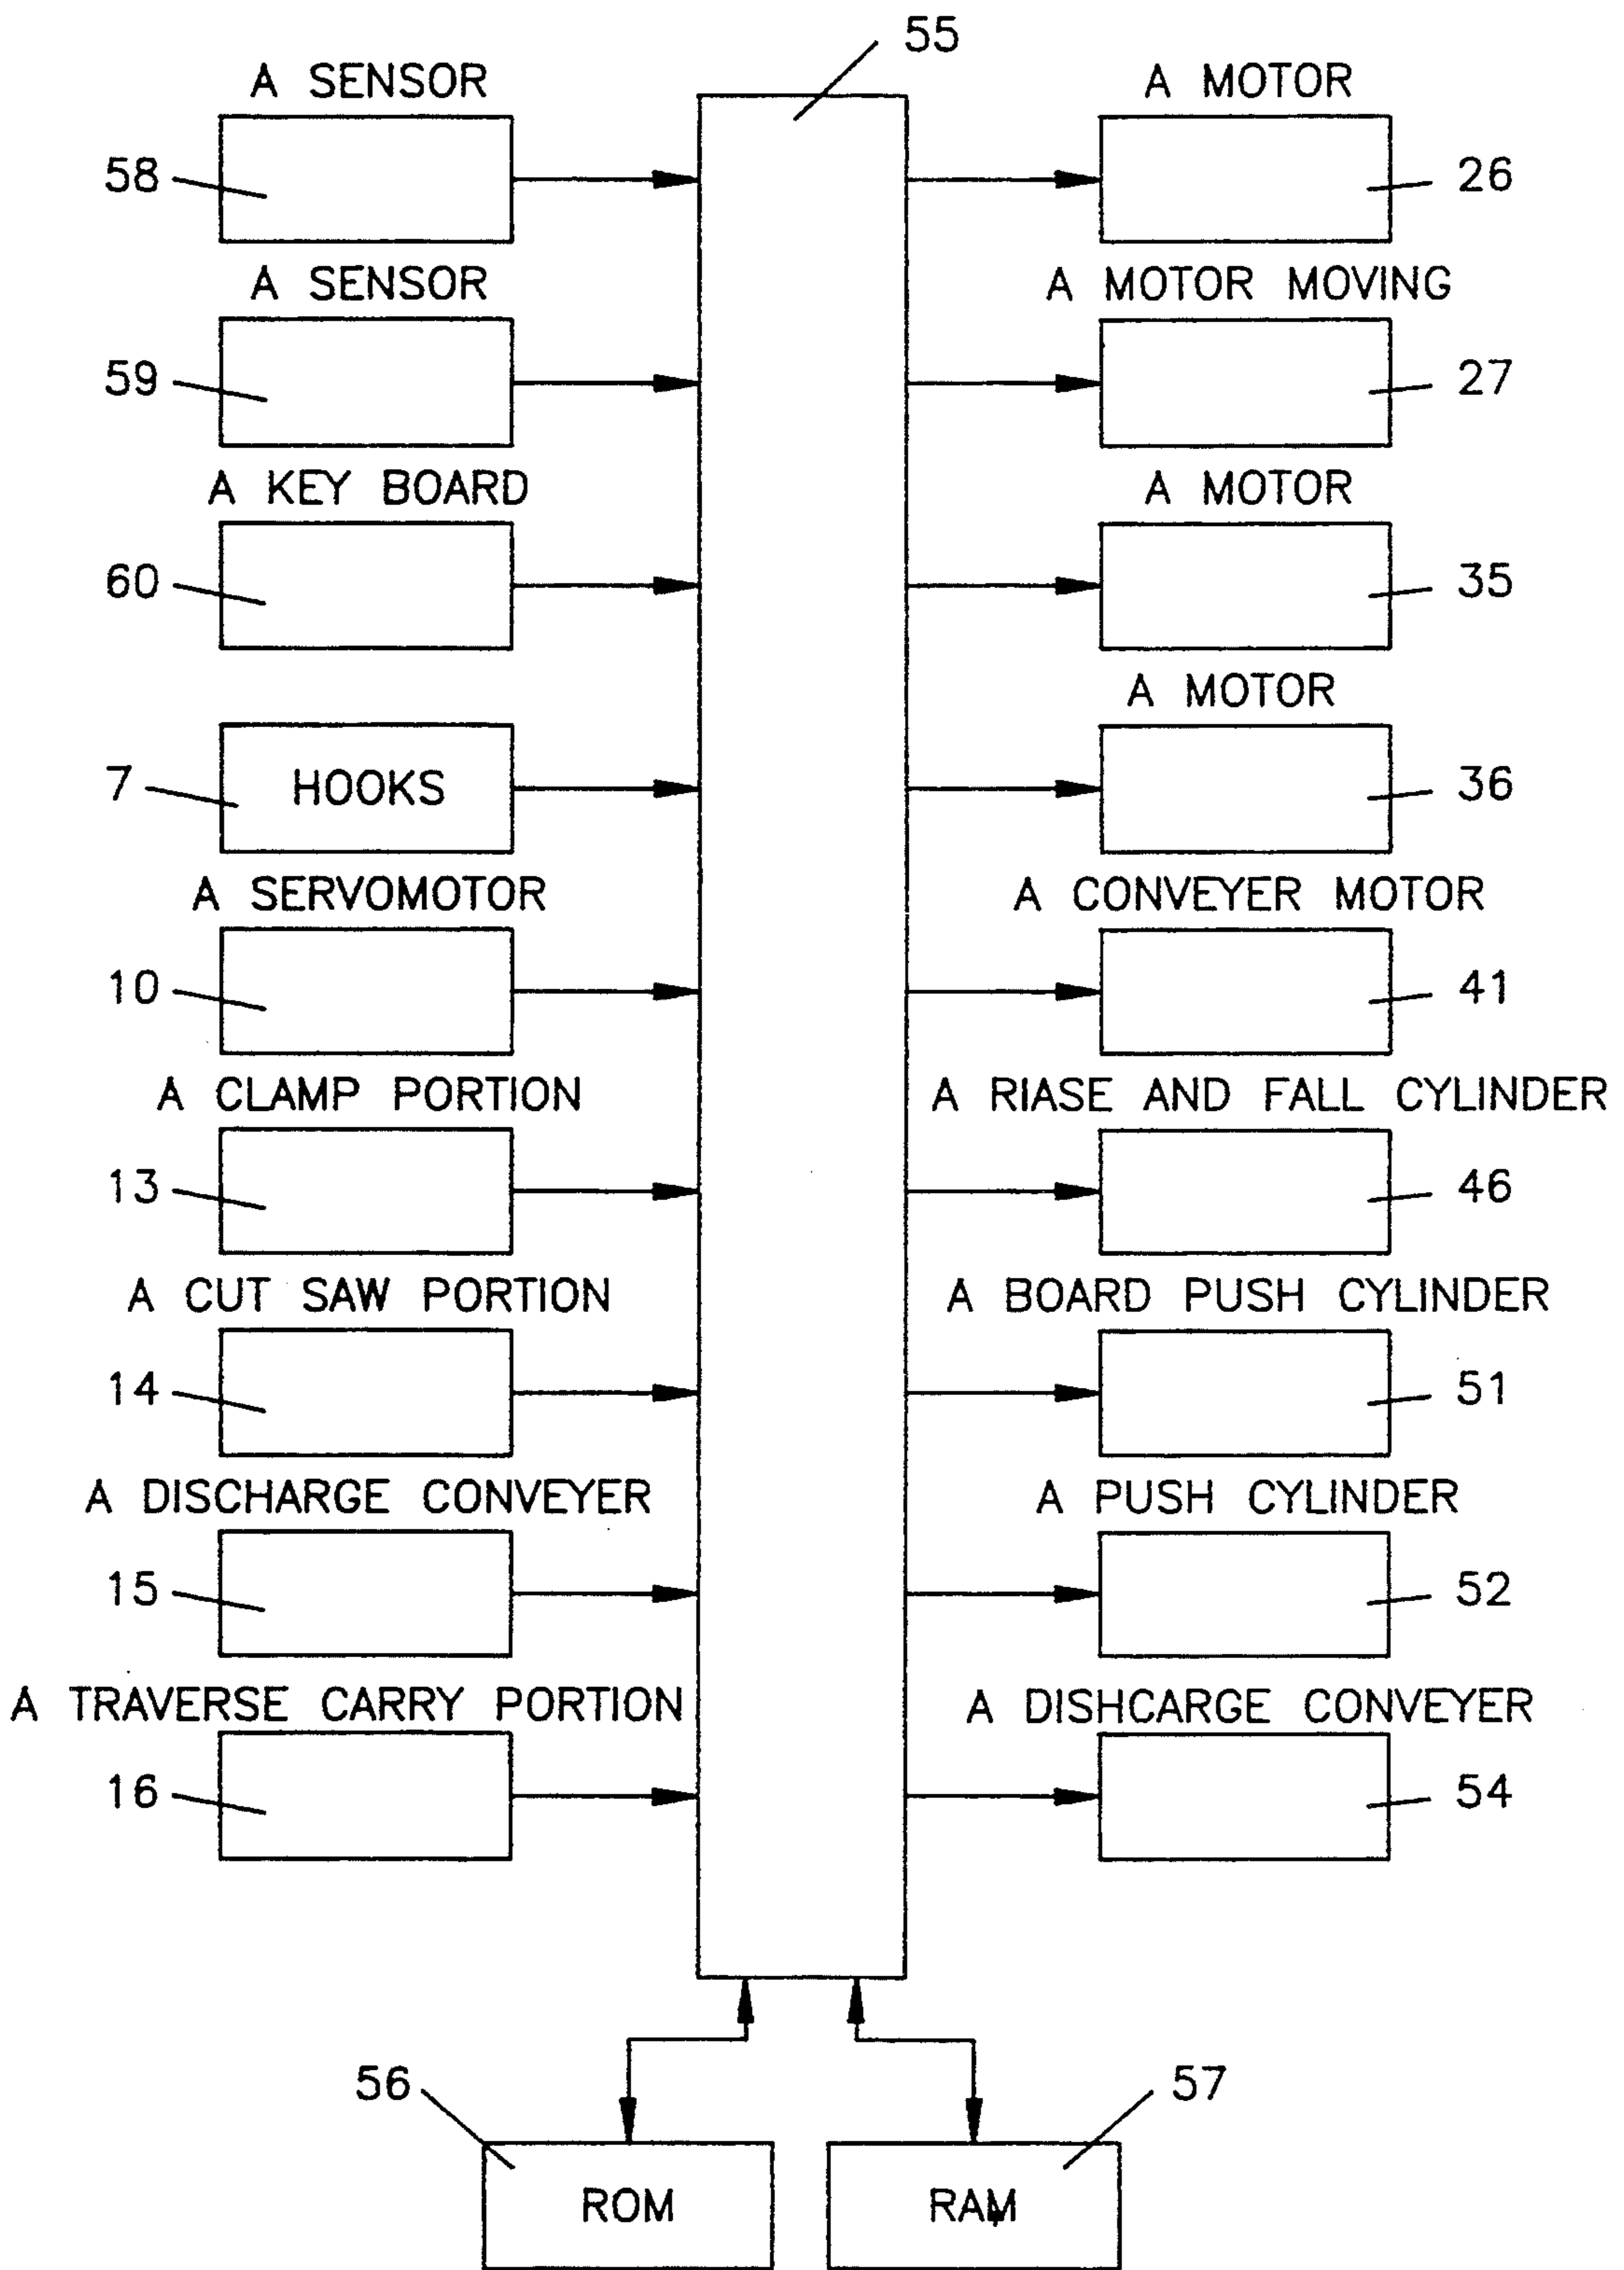 55
A SENSOR
A MOTOR
58
26
A SENSOR
A MOTOR MOVING
59
27
A KEY BOARD
A MOTOR
60
35
A MOTOR
7
HOOKS
36
A SERVOMOTOR
A CONVEYER MOTOR
10
41
A CLAMP PORTION
A RIASE AND FALL CYLINDER
13
46
A CUT SAW PORTION
A BOARD PUSH CYLINDER
14
51
A DISCHARGE CONVEYER
A PUSH CYLINDER
15
52
A TRAVERSE CARRY PORTION
A DISHCARGE CONVEYER
16
54
56
57
ROM
RAM